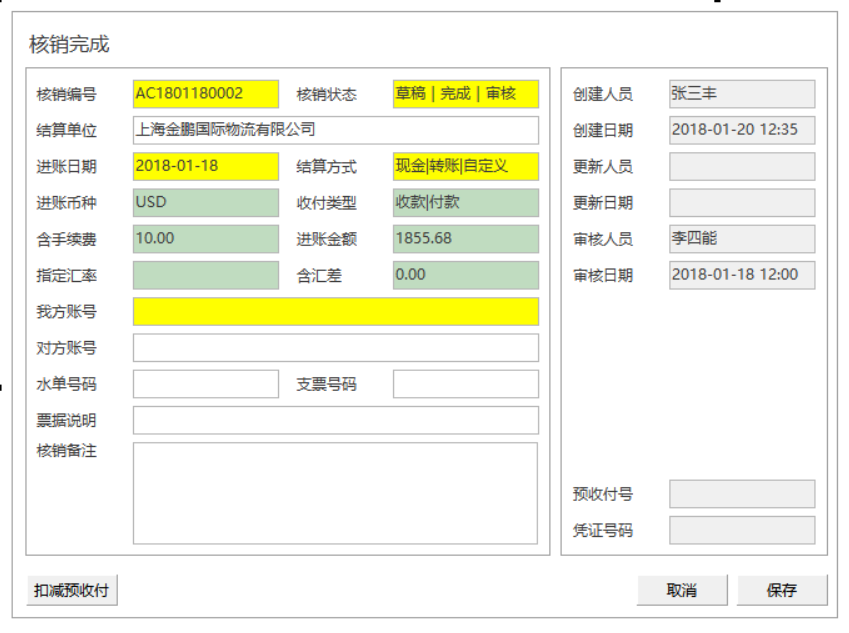 核销完成
核销编号 AC1801180002 核销状态 草稿 | 完成 | 审核
结算单位 上海金鹏国际物流有限公司
进账日期 2018-01-18 结算方式 现金|转账|自定义
进账币种 USD 收付类型 收款|付款
含手续费 10.00 进账金额 1855.68
指定汇率 含汇差 0.00
我方账号
对方账号
水单号码 支票号码
票据说明
核销备注
创建人员 张三丰
创建日期 2018-01-20 12:35
更新人员
更新日期
审核人员 李四能
审核日期 2018-01-18 12:00
预收付号
凭证号码
扣减预收付 取消 保存